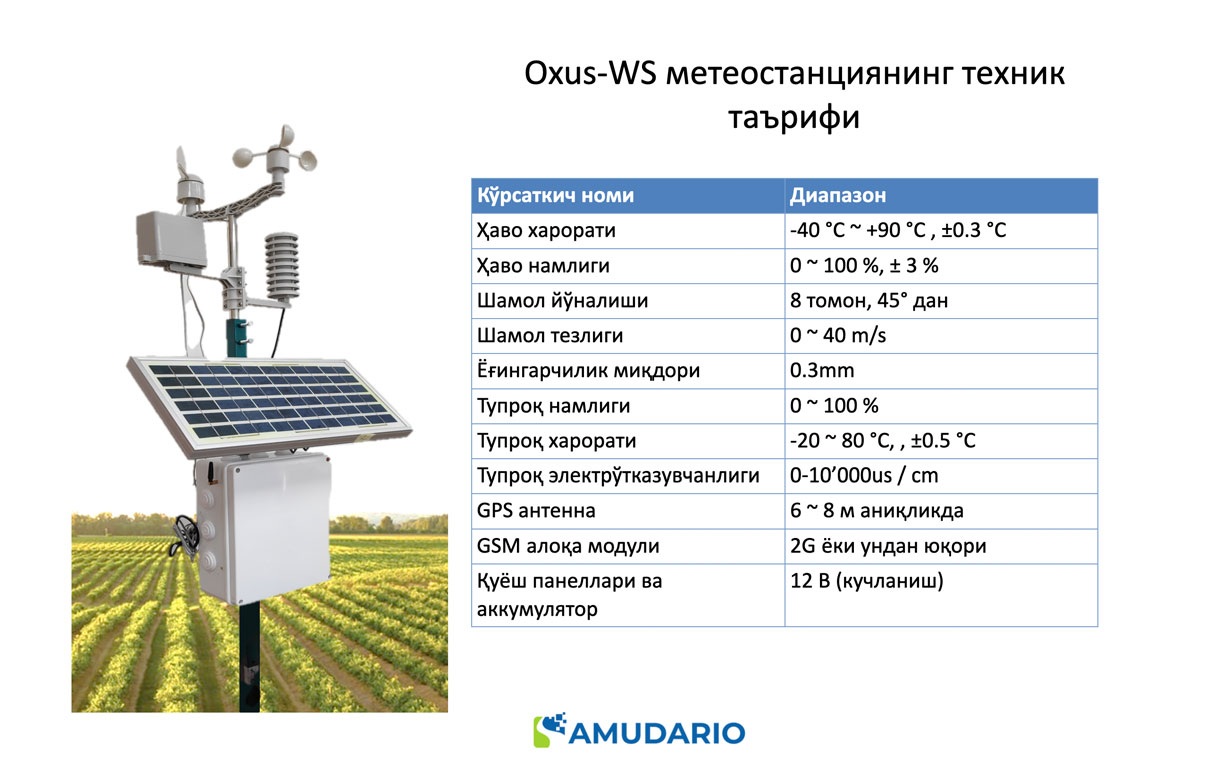 Oxus-WS метеостанциянинг техник
таърифи
Кўрсаткич номи Диапазон
Ҳаво харорати -40 °C ~ +90 °C , ±0.3 °C
Ҳаво намлиги 0 ~ 100 %, ± 3 %
Шамол йўналиши 8 томон, 45° дан
Шамол тезлиги 0 ~ 40 m/s
Ёғингарчилик миқдори 0.3mm
Тупроқ намлиги 0 ~ 100 %
Тупроқ харорати -20 ~ 80 °C, , ±0.5 °C
Тупроқ электрўтказувчанлиги 0-10’000us / cm
GPS антенна 6 ~ 8 м аниқликда
GSM алоқа модули 2G ёки ундан юқори
Қуёш панеллари ва 12 В (кучланиш)
аккумулятор
AMUDARIO